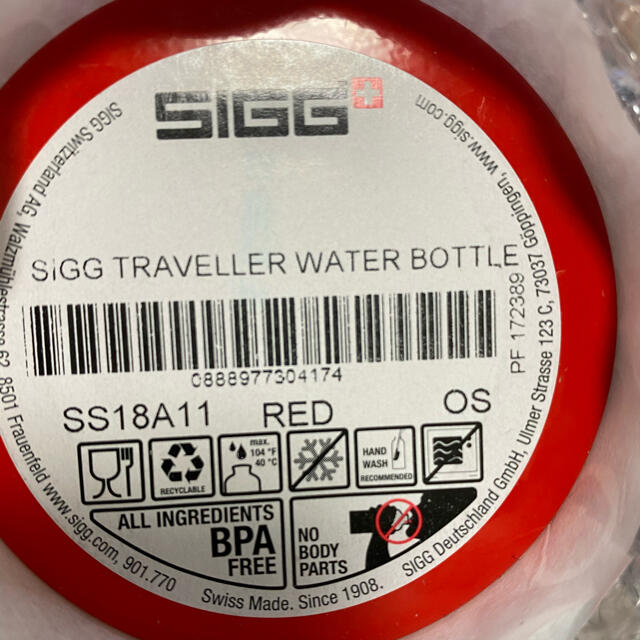 SIGG
SIGG TRAVELLER WATER BOTTLE
0888977304174
SS18A11 RED OS
RECYCLABLE
max.
104 °F
40 °C
HAND
WASH
RECOMMENDED
ALL INGREDIENTS
BPA
FREE
NO
BODY
PARTS
SIGG Switzerland AG, Walzmühlestrasse 62, 8501 Frauenfeld www.sigg.com, 901.770
Swiss Made. Since 1908.
SIGG Deutschland GmbH, Ulmer Strasse 123 C, 73037 Göppingen, www.sigg.com
PF 172389